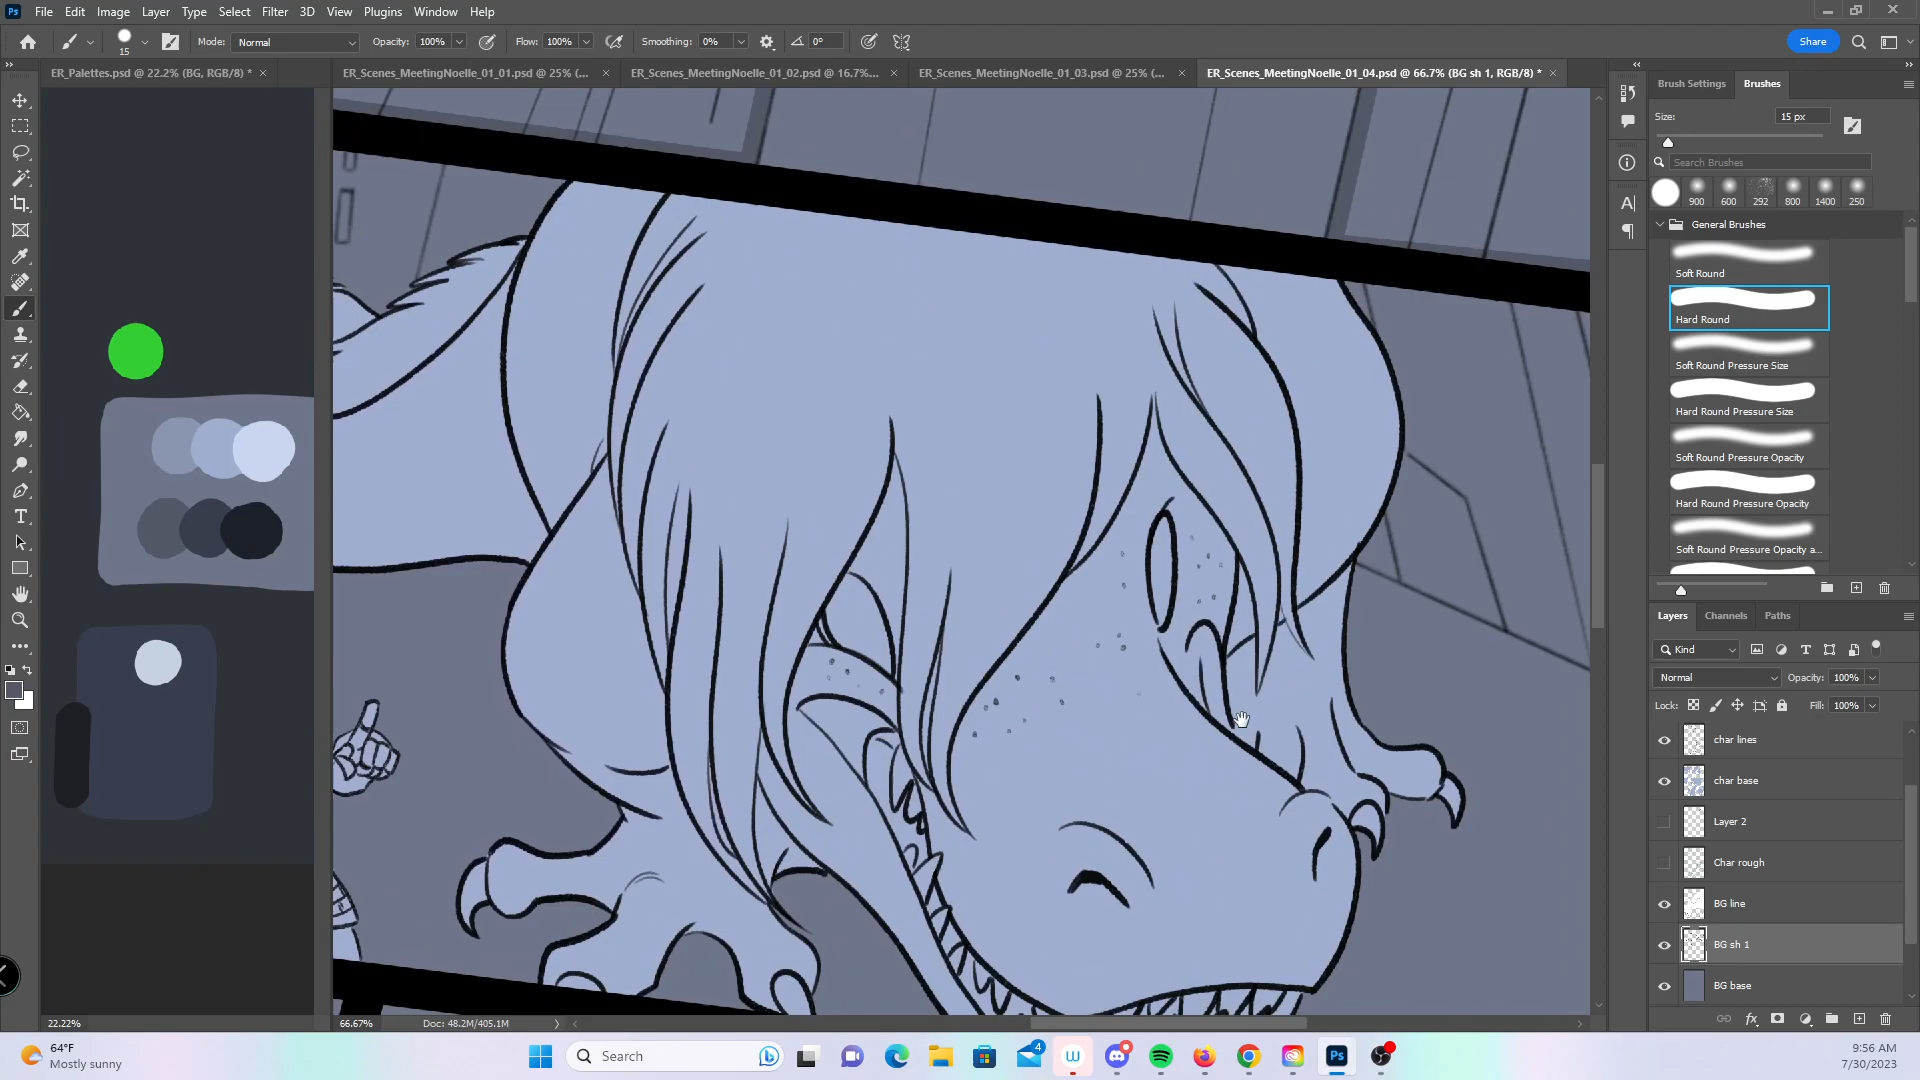 Ps File Edit Image Layer Type Select Filter 3D View Plugins Window Help
15 Mode: Normal Opacity: 100% Flow: 100% Smoothing: 0% 0° Share
ER_Palettes.psd @ 22.2% (BG, RGB/8) * ER_Scenes_MeetingNoelle_01_01.psd @ 25% (... ER_Scenes_MeetingNoelle_01_02.psd @ 16.7%... ER_Scenes_MeetingNoelle_01_03.psd @ 25% (... ER_Scenes_MeetingNoelle_01_04.psd @ 66.7% (BG sh 1, RGB/8) *
Brush Settings Brushes
Size: 15 px
Search Brushes
900 600 292 800 1400 250
General Brushes
Soft Round
Hard Round
Soft Round Pressure Size
Hard Round Pressure Size
Soft Round Pressure Opacity
Hard Round Pressure Opacity
Soft Round Pressure Opacity a...
Layers Channels Paths
Kind
Normal Opacity: 100%
Lock: Fill: 100%
char lines
char base
Layer 2
Char rough
BG line
BG sh 1
BG base
22.22% 66.67% Doc: 48.2M/405.1M
64°F
Mostly sunny
Search
4
Ps
9:56 AM
7/30/2023